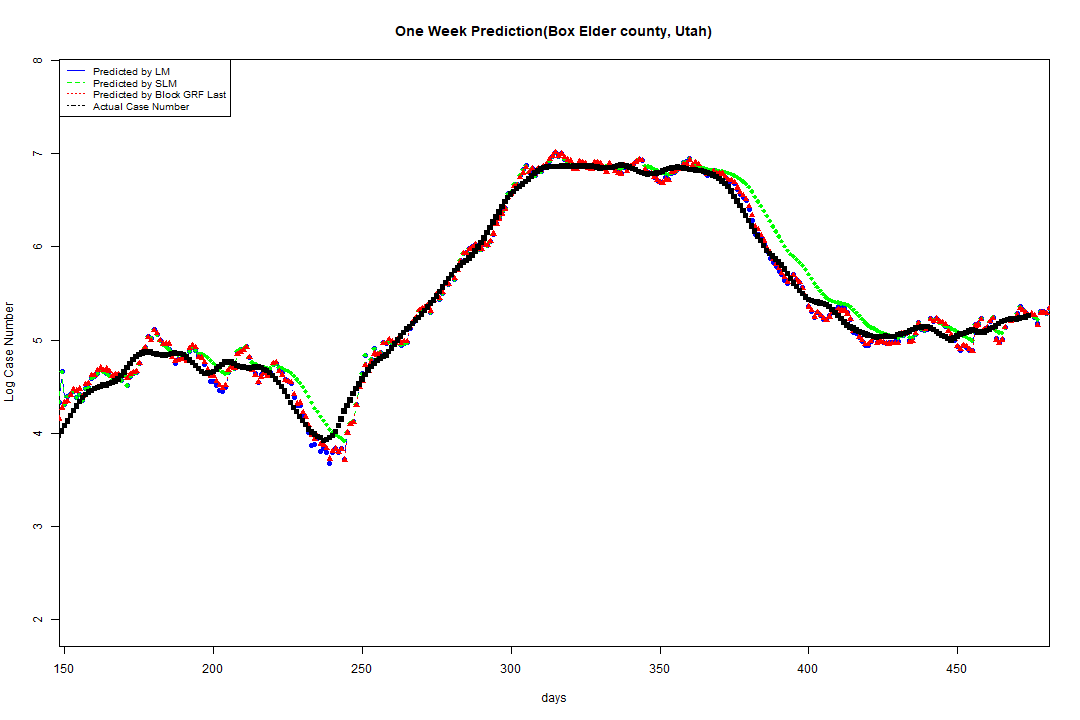 One Week Prediction(Box Elder county, Utah)
Predicted by LM
Predicted by SLM
Predicted by Block GRF Last
Actual Case Number
8
7
6
5
4
3
2
Log Case Number
150 200 250 300 350 400 450
days